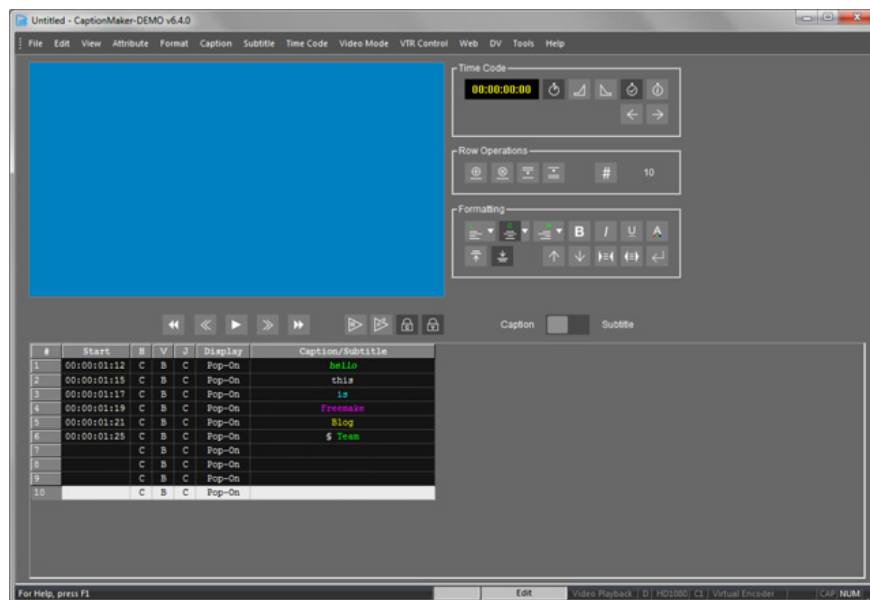 Untitled - CaptionMaker-DEMO v6.4.0
File Edit View Attribute Format Caption Subtitle Time Code Video Mode VTR Control Web DV Tools Help
Time Code
00:00:00:00
Row Operations
# 10
Formatting
B I U A
Caption Subtitle
# Start H V J Display Caption/Subtitle
1 00:00:01:12 C B C Pop-On hello
2 00:00:01:15 C B C Pop-On this
3 00:00:01:17 C B C Pop-On is
4 00:00:01:19 C B C Pop-On freemake
5 00:00:01:21 C B C Pop-On Blog
6 00:00:01:25 C B C Pop-On $ Team
7 C B C Pop-On
8 C B C Pop-On
9 C B C Pop-On
10 C B C Pop-On
For Help, press F1 Edit Video Playback D HD1080 C1 Virtual Encoder CAP NUM